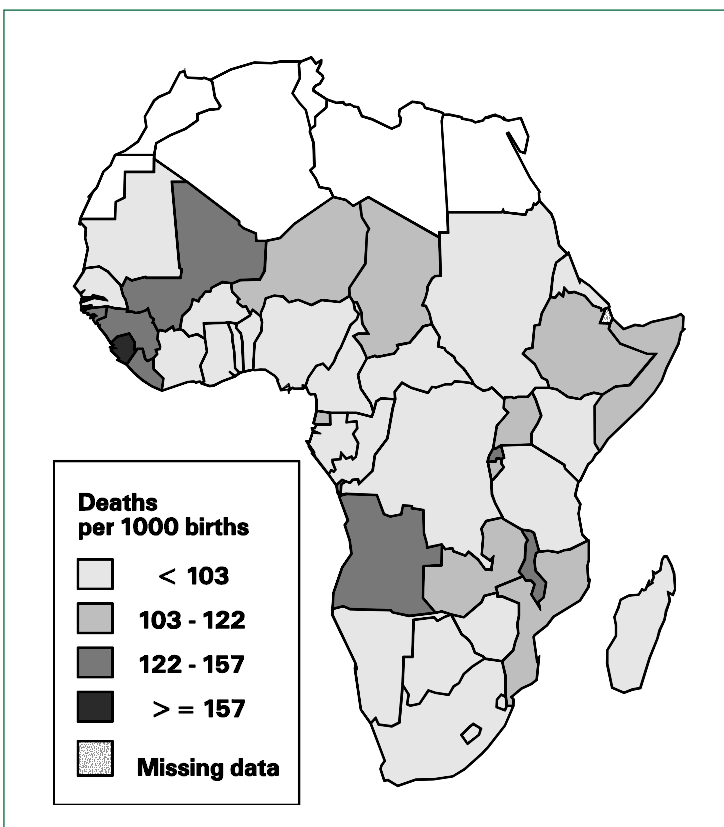 Deaths
per 1000 births
< 103
103 - 122
122 - 157
> = 157
Missing data